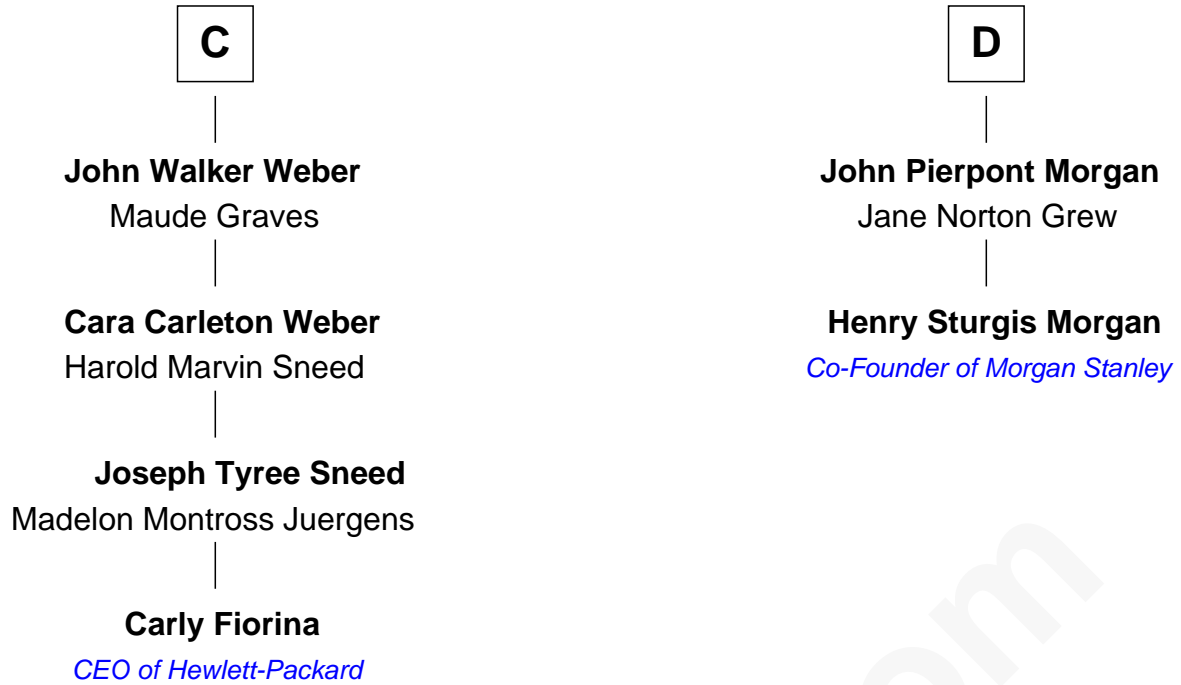 C
John Walker Weber
Maude Graves
Cara Carleton Weber
Harold Marvin Sneed
Joseph Tyree Sneed
Madelon Montross Juergens
Carly Fiorina
CEO of Hewlett-Packard
D
John Pierpont Morgan
Jane Norton Grew
Henry Sturgis Morgan
Co-Founder of Morgan Stanley
om